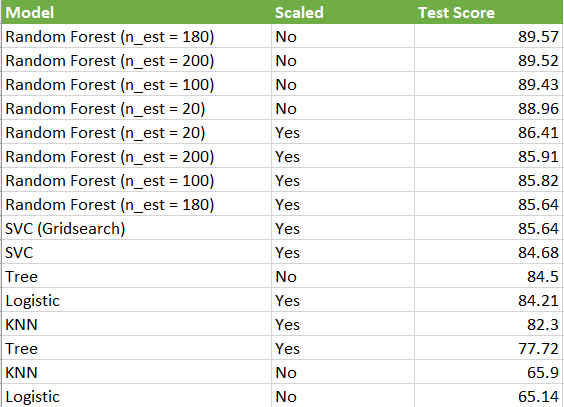 Model Scaled Test Score
Random Forest (n_est = 180) No 89.57
Random Forest (n_est = 200) No 89.52
Random Forest (n_est = 100) No 89.43
Random Forest (n_est = 20) No 88.96
Random Forest (n_est = 20) Yes 86.41
Random Forest (n_est = 200) Yes 85.91
Random Forest (n_est = 100) Yes 85.82
Random Forest (n_est = 180) Yes 85.64
SVC (Gridsearch) Yes 85.64
SVC Yes 84.68
Tree No 84.5
Logistic Yes 84.21
KNN Yes 82.3
Tree Yes 77.72
KNN No 65.9
Logistic No 65.14